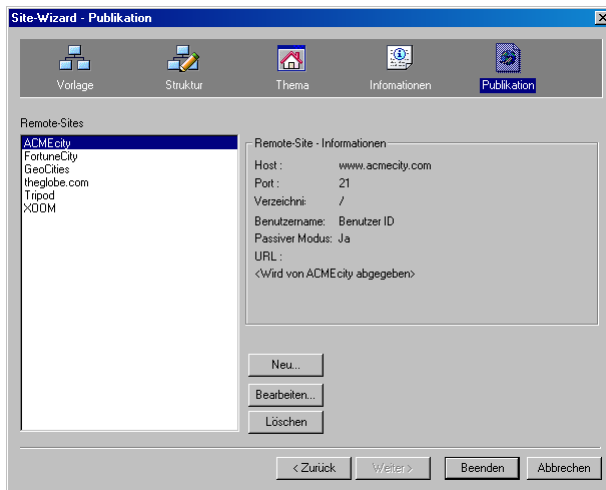 Site-Wizard - Publikation
Vorlage Struktur Thema Infomationen Publikation
Remote-Sites
ACMEcity
FortuneCity
GeoCities
theglobe.com
Tripod
XOOM
Remote-Site - Informationen
Host : www.acmecity.com
Port : 21
Verzeichni: /
Benutzername: Benutzer ID
Passiver Modus: Ja
URL :
<Wird von ACMEcity abgegeben>
Neu...
Bearbeiten...
Löschen
< Zurück Weiter > Beenden Abbrechen